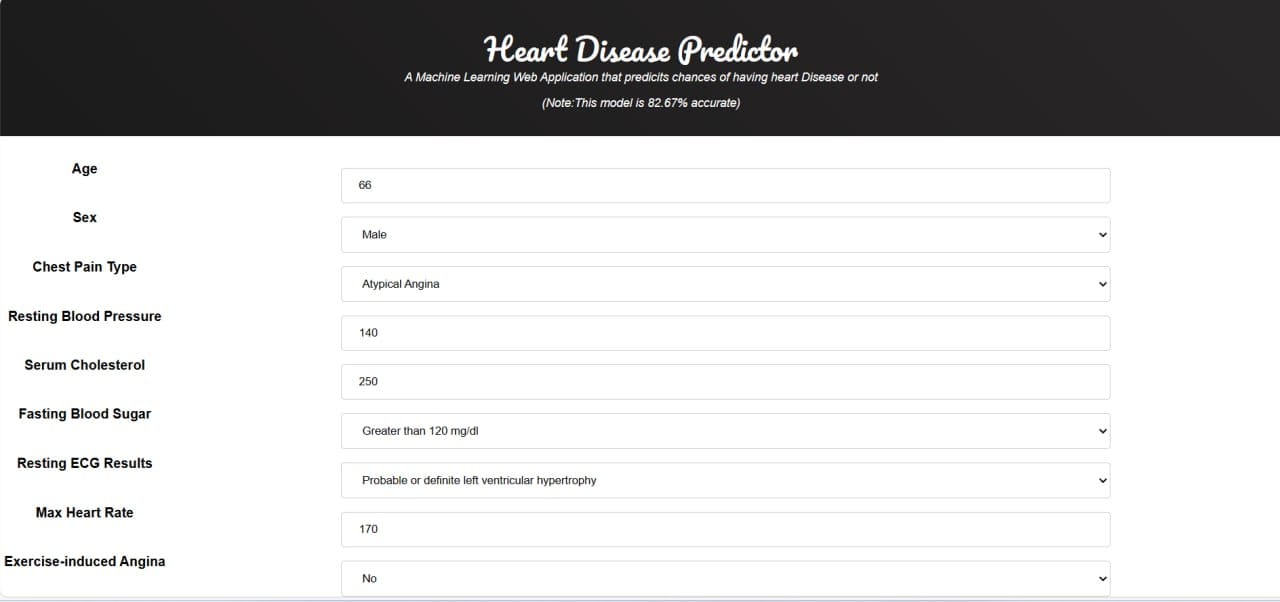 Heart Disease Predictor
A Machine Learning Web Application that predicits chances of having heart Disease or not
(Note:This model is 82.67% accurate)
Age
66
Sex
Male
Chest Pain Type
Atypical Angina
Resting Blood Pressure
140
Serum Cholesterol
250
Fasting Blood Sugar
Greater than 120 mg/dl
Resting ECG Results
Probable or definite left ventricular hypertrophy
Max Heart Rate
170
Exercise-induced Angina
No